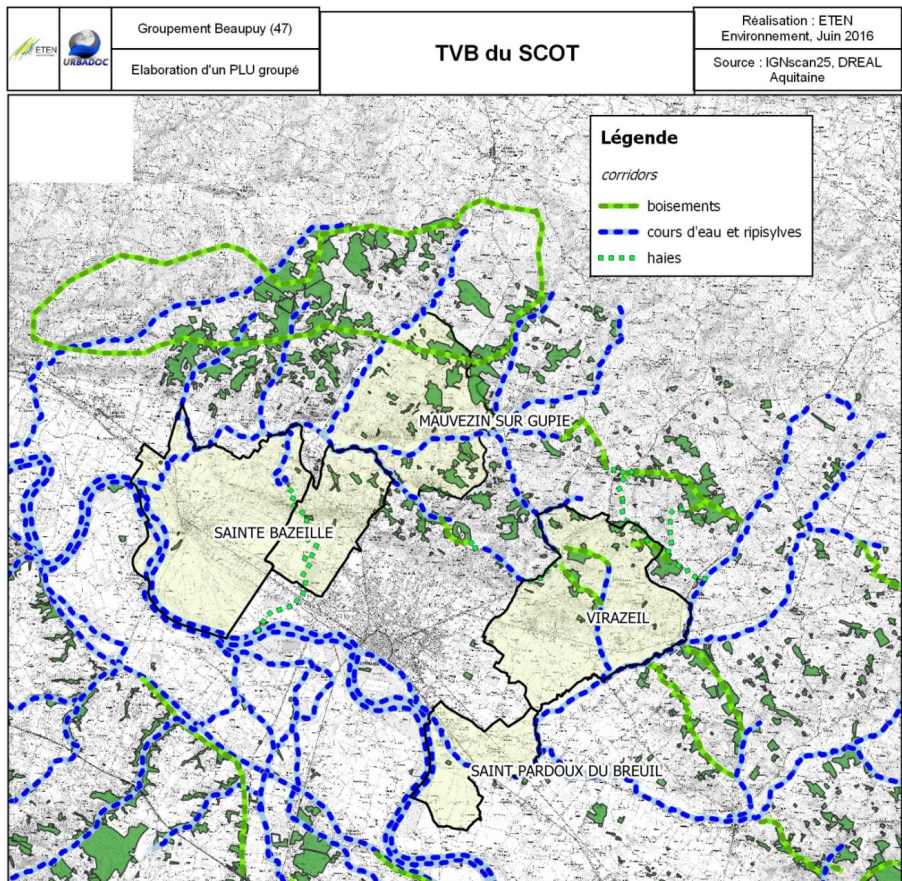 ETEN
URBADOC
Groupement Beaupuy (47)
Elaboration d'un PLU groupé
TVB du SCOT
Réalisation : ETEN
Environnement, Juin 2016
Source : IGNscan25, DREAL
Aquitaine
Légende
corridors
boisements
cours d'eau et ripisylves
haies
MAUVEZIN SUR GUPIE
SAINTE BAZEILLE
VIRAZEIL
SAINT PARDOUX DU BREUIL